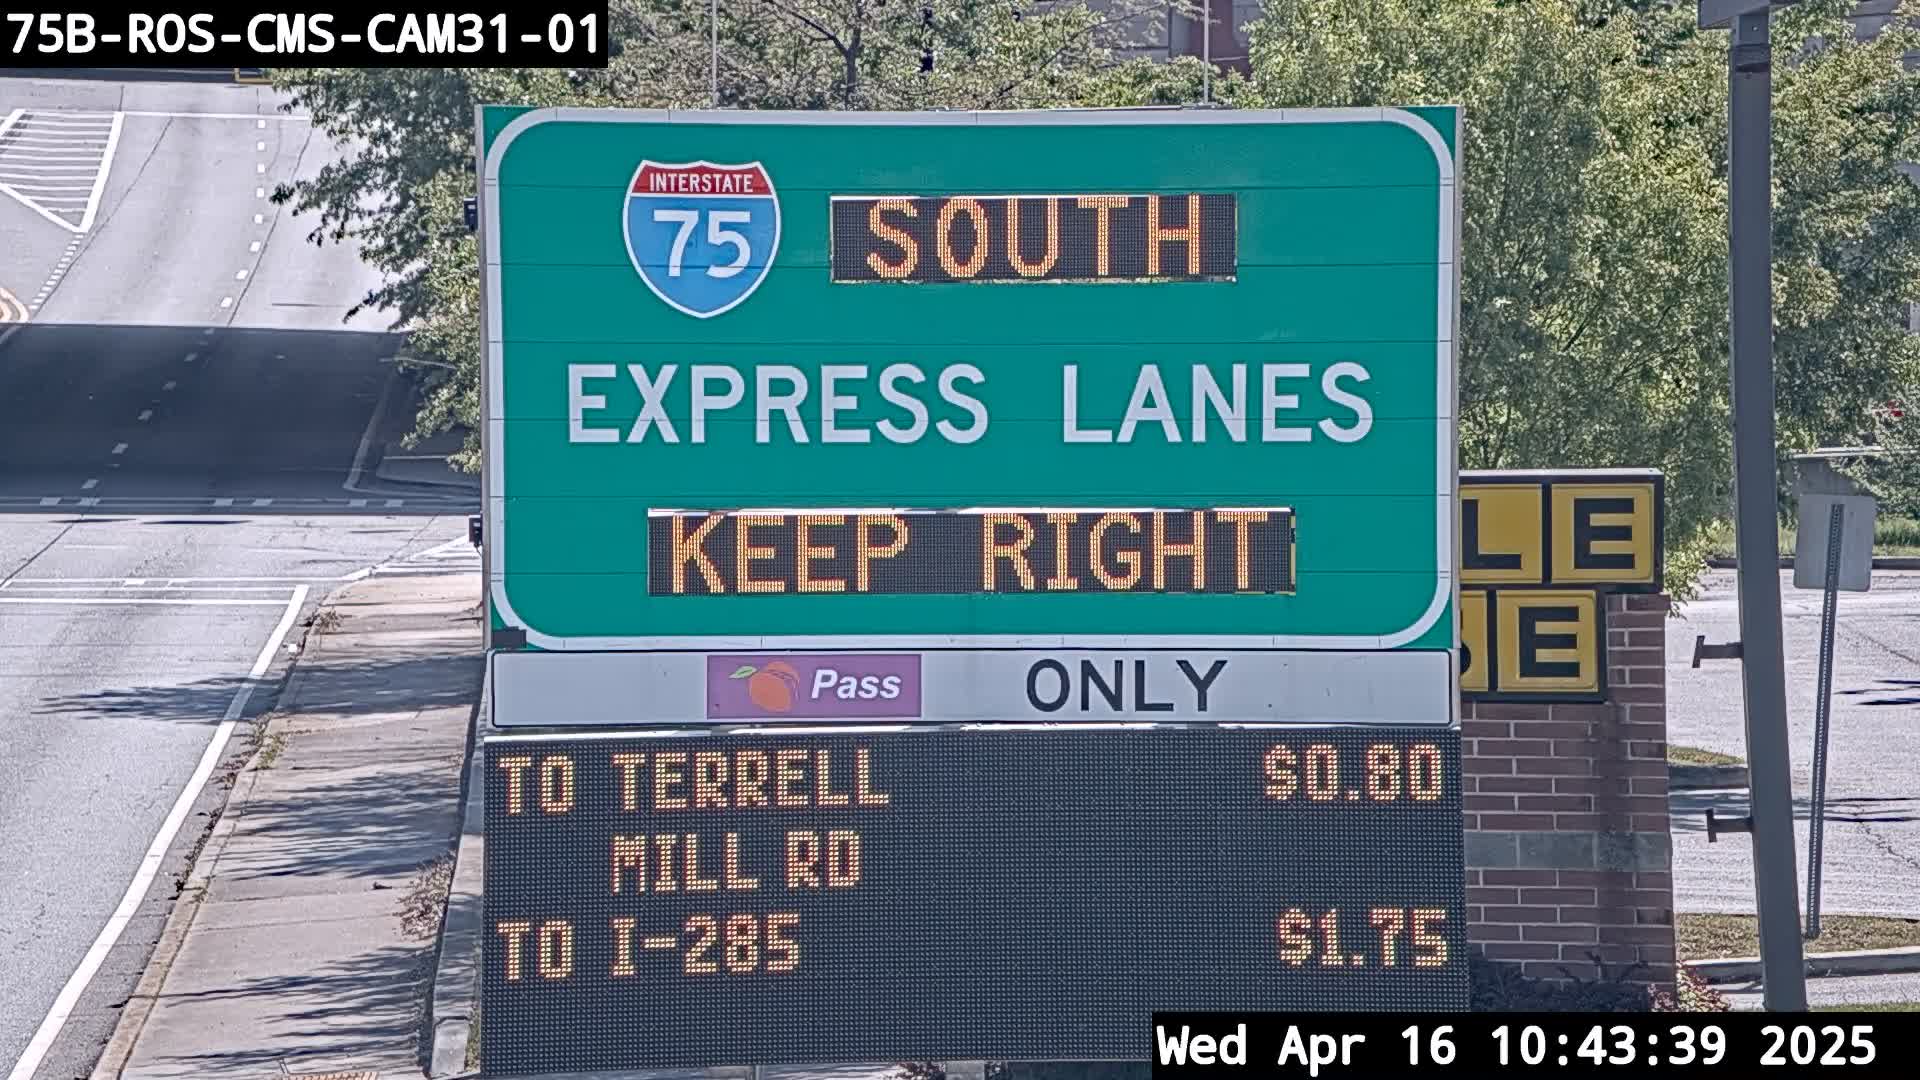 75B-ROS-CMS-CAM31-01
INTERSTATE
75
SOUTH
EXPRESS LANES
KEEP RIGHT
Pass ONLY
TO TERRELL $0.80
MILL RD
TO I-285 $1.75
LE
E
Wed Apr 16 10:43:39 2025